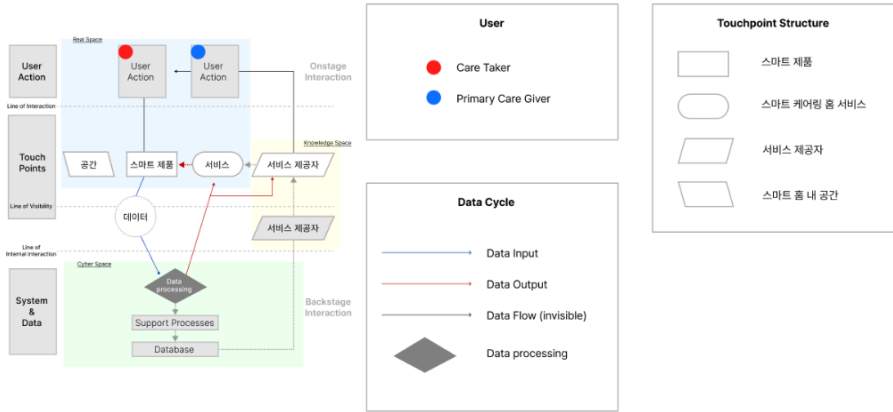 Real Space
User
Action
User
Action
User
Action
Onstage
Interaction
Line of Interaction
Touch
Points
Knowledge Space
공간
스마트 제품
서비스
서비스 제공자
Line of Visibility
데이터
서비스 제공자
Line of
Internal interaction
Cyber Space
System
&
Data
Data
processing
Support Processes
Database
Backstage
Interaction
User
Care Taker
Primary Care Giver
Data Cycle
Data Input
Data Output
Data Flow (invisible)
Data processing
Touchpoint Structure
스마트 제품
스마트 케어링 홈 서비스
서비스 제공자
스마트 홈 내 공간